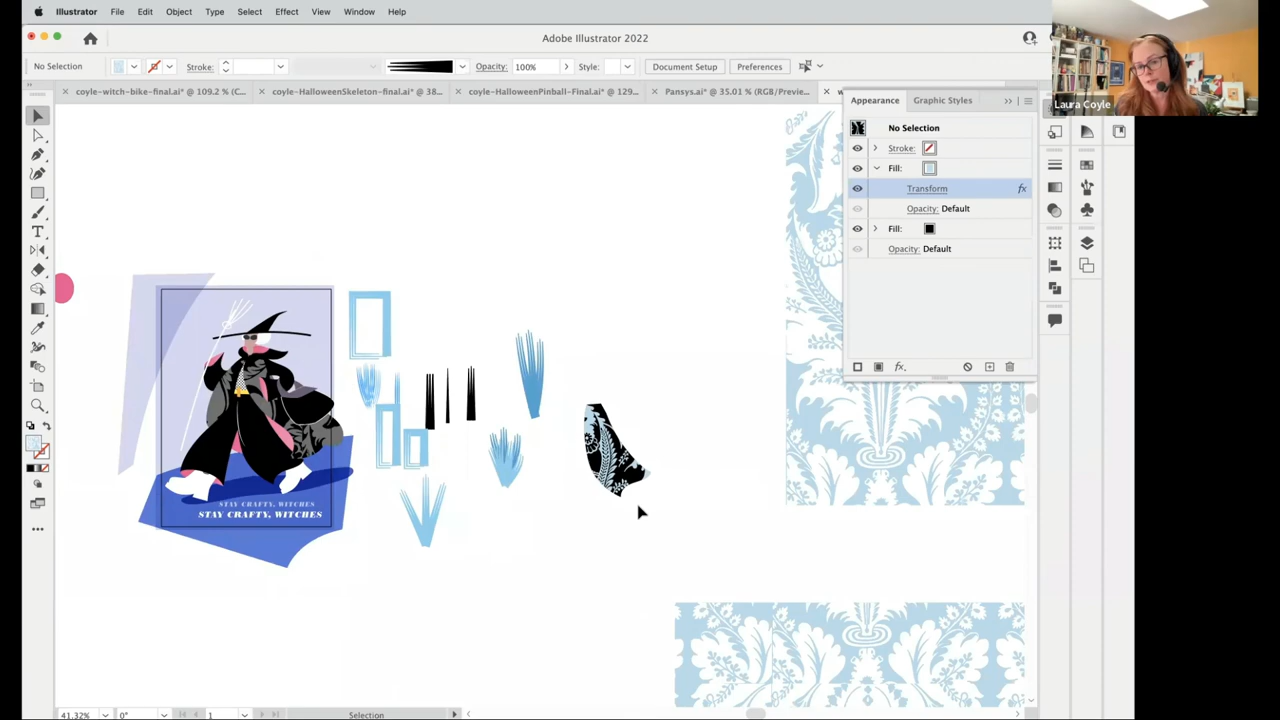 Illustrator File Edit Object Type Select Effect View Window Help
Adobe Illustrator 2022
No Selection Stroke: Opacity: 100% Style: Document Setup Preferences
coyle-witch-bike-final.ai* @ 109.2 % (C... coyle-HalloweenSkeleton-final.ai* @ 38... coyle-HalloweenPinball-Final.ai* @ 129... Pansys.ai* @ 35.01 % (RGB/Previe... w
Laura Coyle
Appearance Graphic Styles
No Selection
Stroke:
Fill:
Transform fx
Opacity: Default
Fill:
Opacity: Default
fx.
STAY CRAFTY, WITCHES
STAY CRAFTY, WITCHES
41.32% 0° 1 Selection